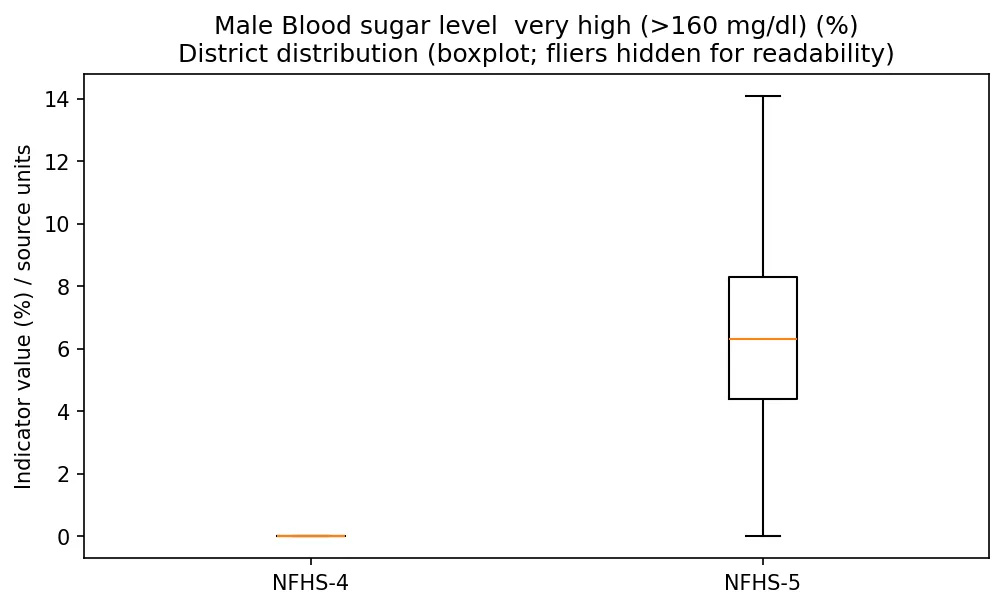 Male Blood sugar level  very high (>160 mg/dl) (%)
District distribution (boxplot; fliers hidden for readability)
Indicator value (%) / source units
14
12
10
8
6
4
2
0
NFHS-4
NFHS-5